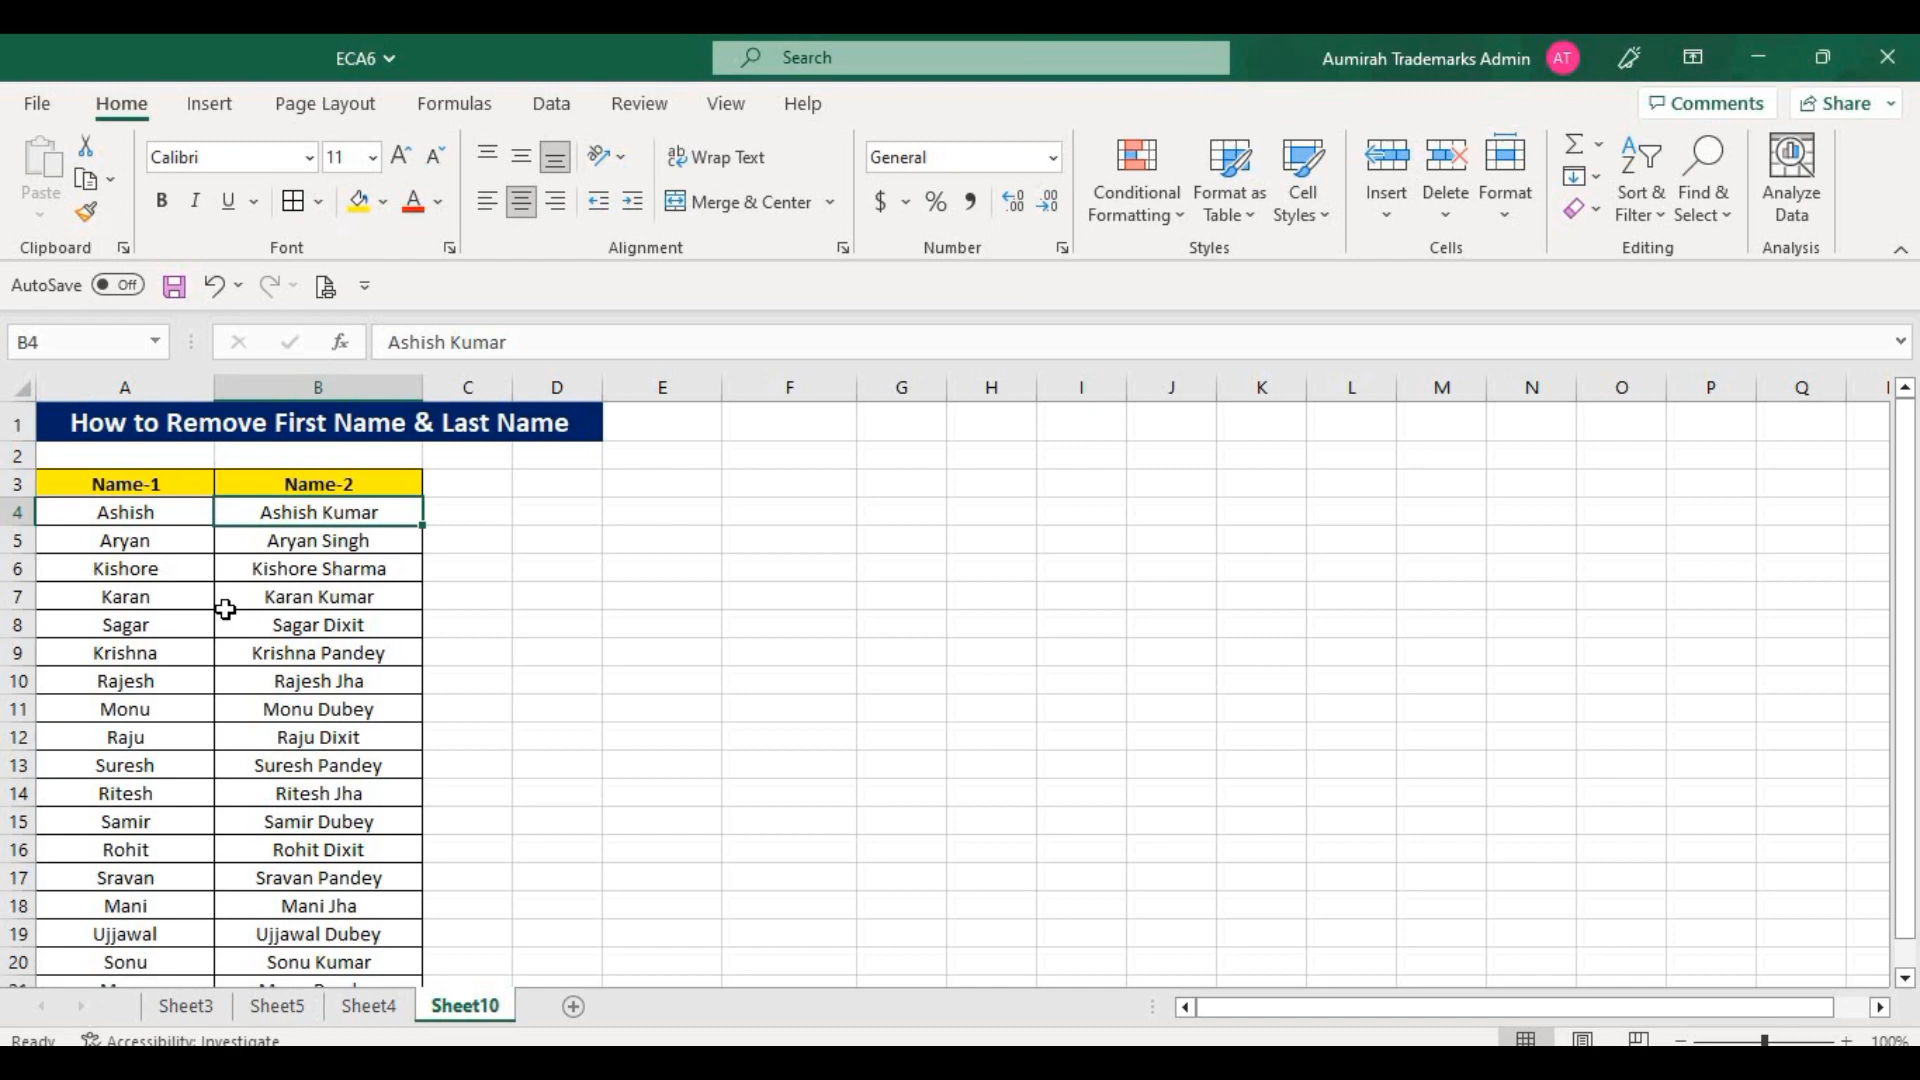 ECA6
Search
Aumirah Trademarks Admin
AT
File
Home
Insert
Page Layout
Formulas
Data
Review
View
Help
Comments
Share
Paste
Clipboard
Calibri
11
B
I
U
A
Font
Wrap Text
Merge & Center
Alignment
General
$
%
Number
Conditional Formatting
Format as Table
Cell Styles
Styles
Insert
Delete
Format
Cells
Sort & Filter
Find & Select
Editing
Analyze Data
Analysis
AutoSave
Off
B4
fx
Ashish Kumar
A B C D E F G H I J K L M N O P Q
1 How to Remove First Name & Last Name
2
3 Name-1 Name-2
4 Ashish Ashish Kumar
5 Aryan Aryan Singh
6 Kishore Kishore Sharma
7 Karan Karan Kumar
8 Sagar Sagar Dixit
9 Krishna Krishna Pandey
10 Rajesh Rajesh Jha
11 Monu Monu Dubey
12 Raju Raju Dixit
13 Suresh Suresh Pandey
14 Ritesh Ritesh Jha
15 Samir Samir Dubey
16 Rohit Rohit Dixit
17 Sravan Sravan Pandey
18 Mani Mani Jha
19 Ujjawal Ujjawal Dubey
20 Sonu Sonu Kumar
Sheet3
Sheet5
Sheet4
Sheet10
Ready
Accessibility: Investigate
100%